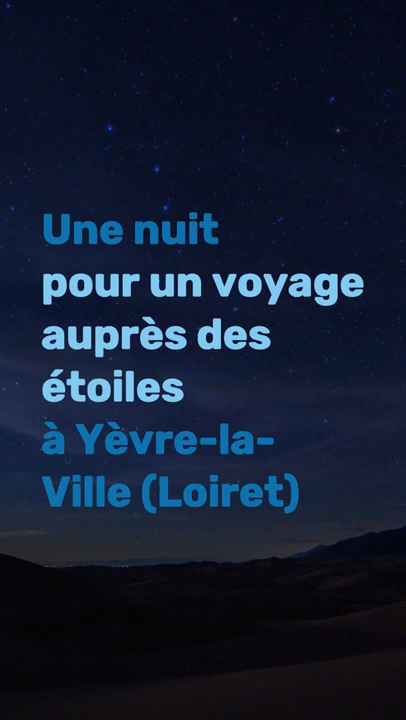 Une nuit
pour un voyage
auprès des
étoiles
à Yèvre-la-
Ville (Loiret)